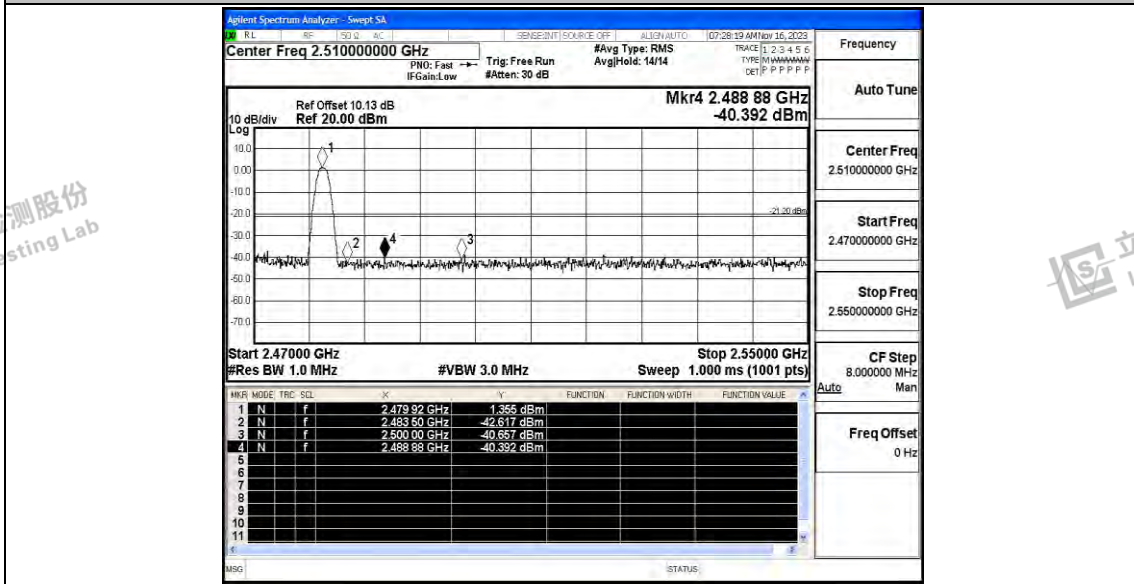 Agilent Spectrum Analyzer - Swept SA
RL RF 50 Ω AC SENSE:INT SOURCE OFF ALIGN AUTO 07:28:19 AM Nov 16, 2023
Center Freq 2.510000000 GHz
PNO: Fast
IFGain:Low
Trig: Free Run
#Atten: 30 dB
#Avg Type: RMS
Avg|Hold: 14/14
TRACE 1 2 3 4 5 6
TYPE M WWWWW
DET P P P P P P
Ref Offset 10.13 dB
10 dB/div Ref 20.00 dBm
Log
Mkr4 2.488 88 GHz
-40.392 dBm
10.0
0.00
-10.0
-20.0
-30.0
-40.0
-50.0
-60.0
-70.0
1
2
4
3
-21.20 dBm
Start 2.47000 GHz Stop 2.55000 GHz
#Res BW 1.0 MHz #VBW 3.0 MHz Sweep 1.000 ms (1001 pts)
MKR MODE TRC SCL X Y FUNCTION FUNCTION WIDTH FUNCTION VALUE
1 N f 2.479 92 GHz 1.355 dBm
2 N f 2.483 50 GHz -42.617 dBm
3 N f 2.500 00 GHz -40.657 dBm
4 N f 2.488 88 GHz -40.392 dBm
5
6
7
8
9
10
11
MSG STATUS
Frequency
Auto Tune
Center Freq
2.510000000 GHz
Start Freq
2.470000000 GHz
Stop Freq
2.550000000 GHz
CF Step
8.000000 MHz
Auto Man
Freq Offset
0 Hz
测股份
sting Lab
立